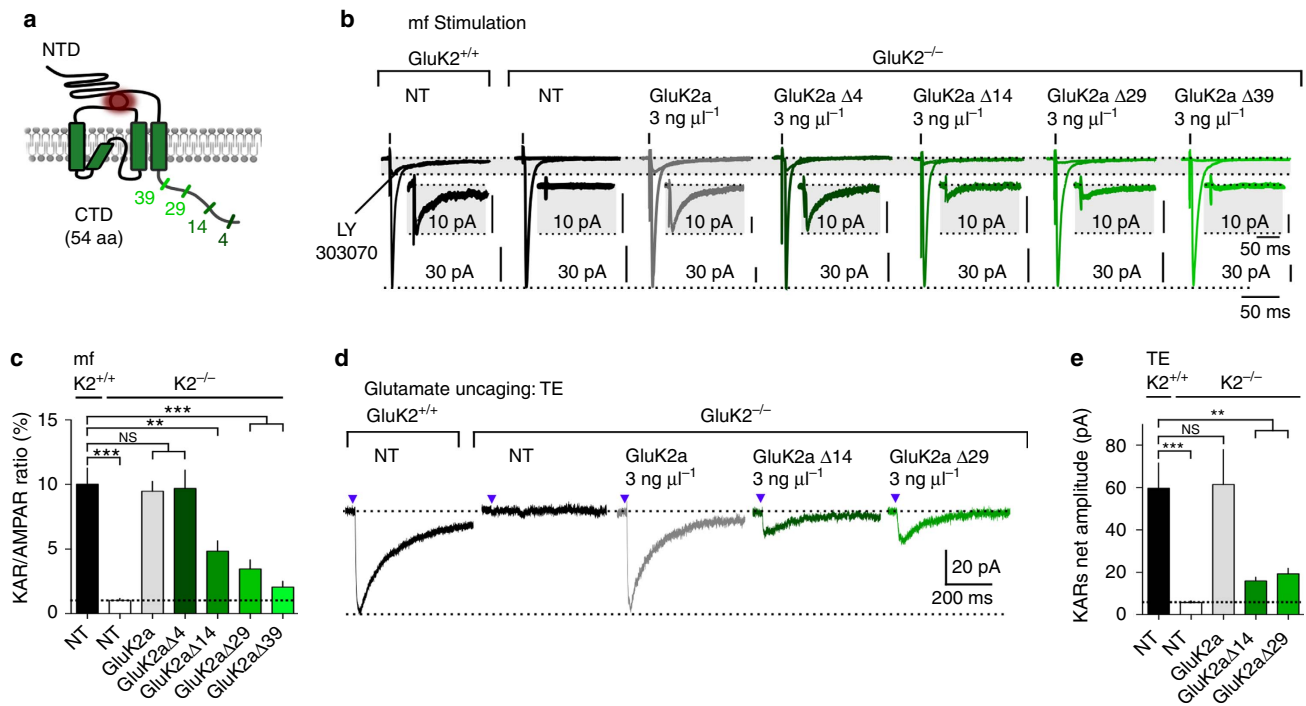 a
NTD
39
29
14
4
CTD
(54 aa)
b
mf Stimulation
GluK2+/+
GluK2–/–
NT
NT
GluK2a
3 ng µl–1
GluK2a Δ4
3 ng µl–1
GluK2a Δ14
3 ng µl–1
GluK2a Δ29
3 ng µl–1
GluK2a Δ39
3 ng µl–1
LY
303070
10 pA
10 pA
10 pA
10 pA
10 pA
10 pA
10 pA
50 ms
30 pA
30 pA
30 pA
30 pA
30 pA
30 pA
30 pA
50 ms
c
mf
K2+/+
K2–/–
***
**
NS
***
KAR/AMPAR ratio (%)
15
10
5
0
NT
NT
GluK2a
GluK2aΔ4
GluK2aΔ14
GluK2aΔ29
GluK2aΔ39
d
Glutamate uncaging: TE
GluK2+/+
GluK2–/–
NT
NT
GluK2a
3 ng µl–1
GluK2a Δ14
3 ng µl–1
GluK2a Δ29
3 ng µl–1
20 pA
200 ms
e
TE
K2+/+
K2–/–
**
NS
***
KARs net amplitude (pA)
80
60
40
20
0
NT
NT
GluK2a
GluK2aΔ14
GluK2aΔ29